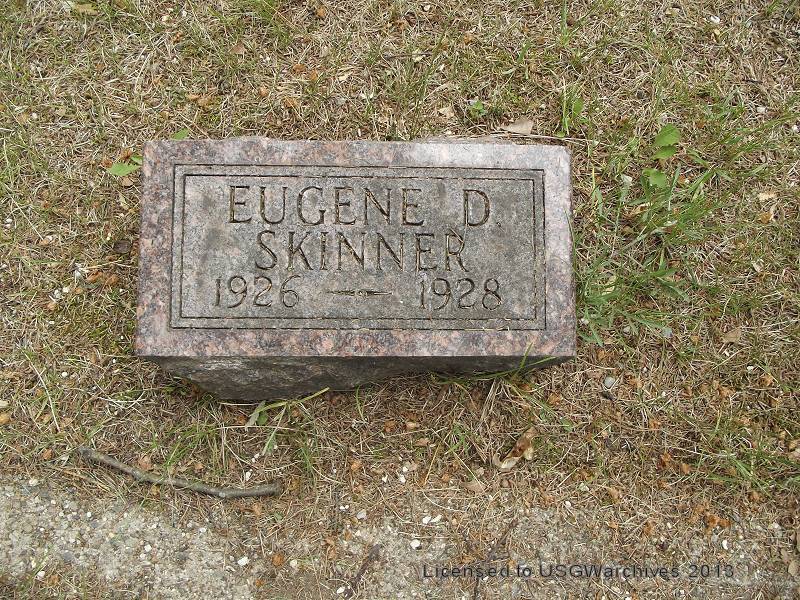 EUGENE D.
SKINNER
1926 — 1928
Licensed to USGWarchives 2013